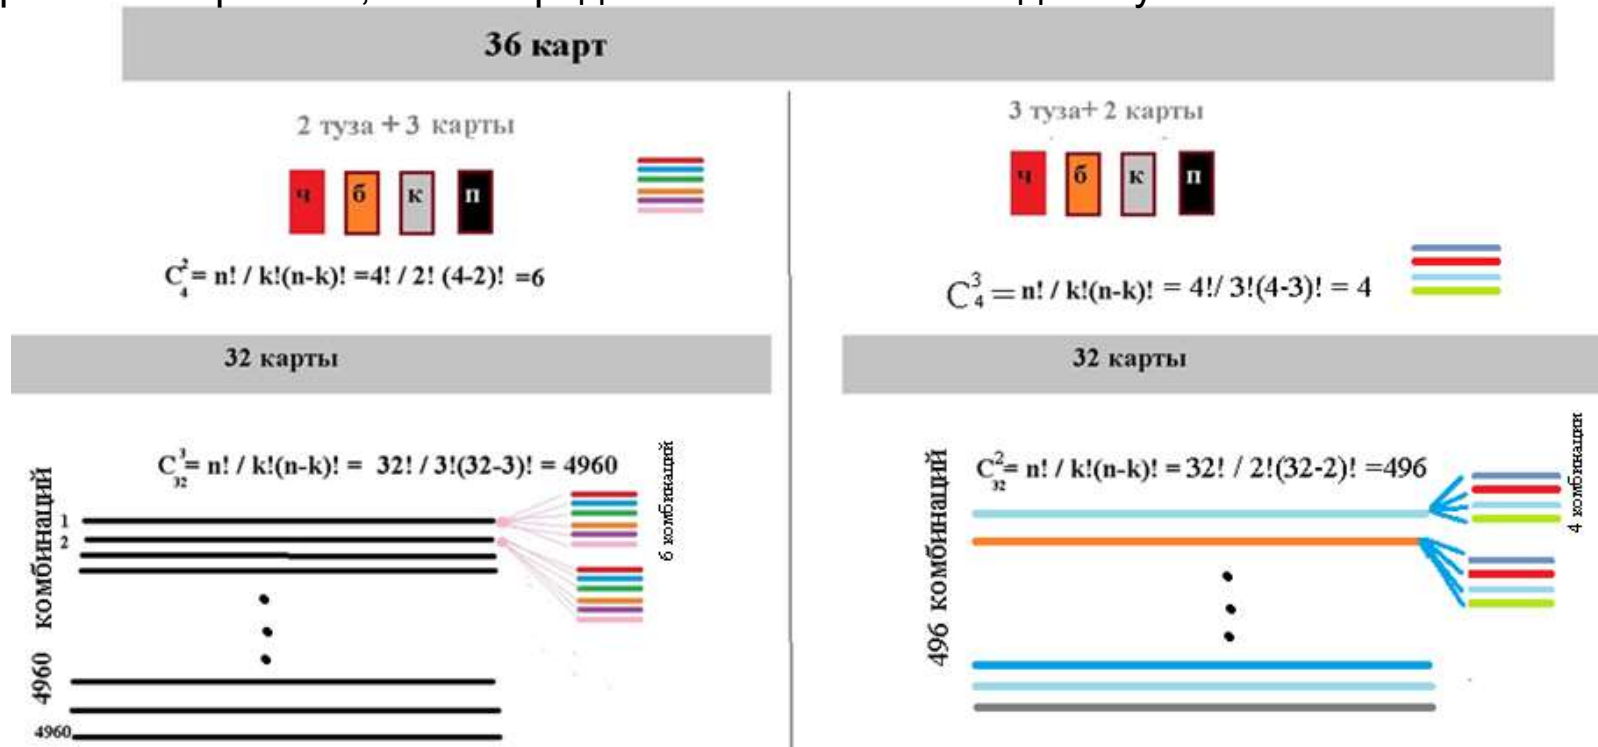 36 карт
2 туза + 3 карты
ч б к п
C²₄ = n! / k!(n-k)! =4! / 2! (4-2)! =6
32 карты
C³₃₂ = n! / k!(n-k)! = 32! / 3!(32-3)! = 4960
4960 комбинаций
1
2
4960
6 комбинаций
3 туза+ 2 карты
ч б к п
C³₄ = n! / k!(n-k)! = 4!/ 3!(4-3)! = 4
32 карты
C²₃₂ = n! / k!(n-k)! = 32! / 2!(32-2)! =496
496 комбинаций
4 комбинации